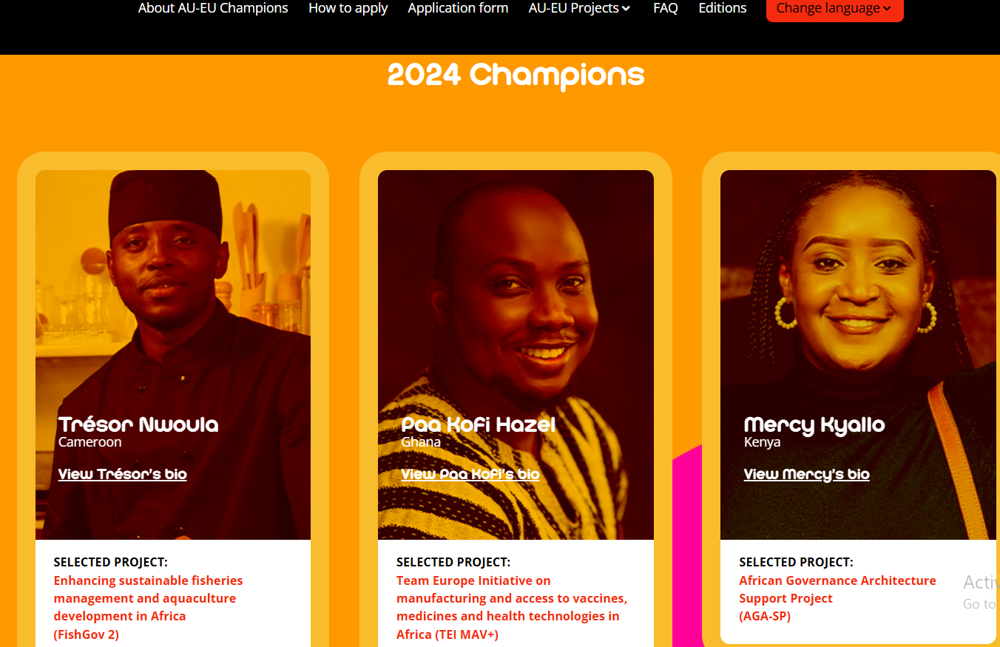 About AU-EU Champions How to apply Application form AU-EU Projects FAQ Editions Change language
2024 Champions
Trésor Nwoula
Cameroon
View Trésor's bio
SELECTED PROJECT:
Enhancing sustainable fisheries
management and aquaculture
development in Africa
(FishGov 2)
Paa Kofi Hazel
Ghana
View Paa Kofi's bio
SELECTED PROJECT:
Team Europe Initiative on
manufacturing and access to vaccines,
medicines and health technologies in
Africa (TEI MAV+)
Mercy Kyallo
Kenya
View Mercy's bio
SELECTED PROJECT:
African Governance Architecture
Support Project
(AGA-SP)
Go to